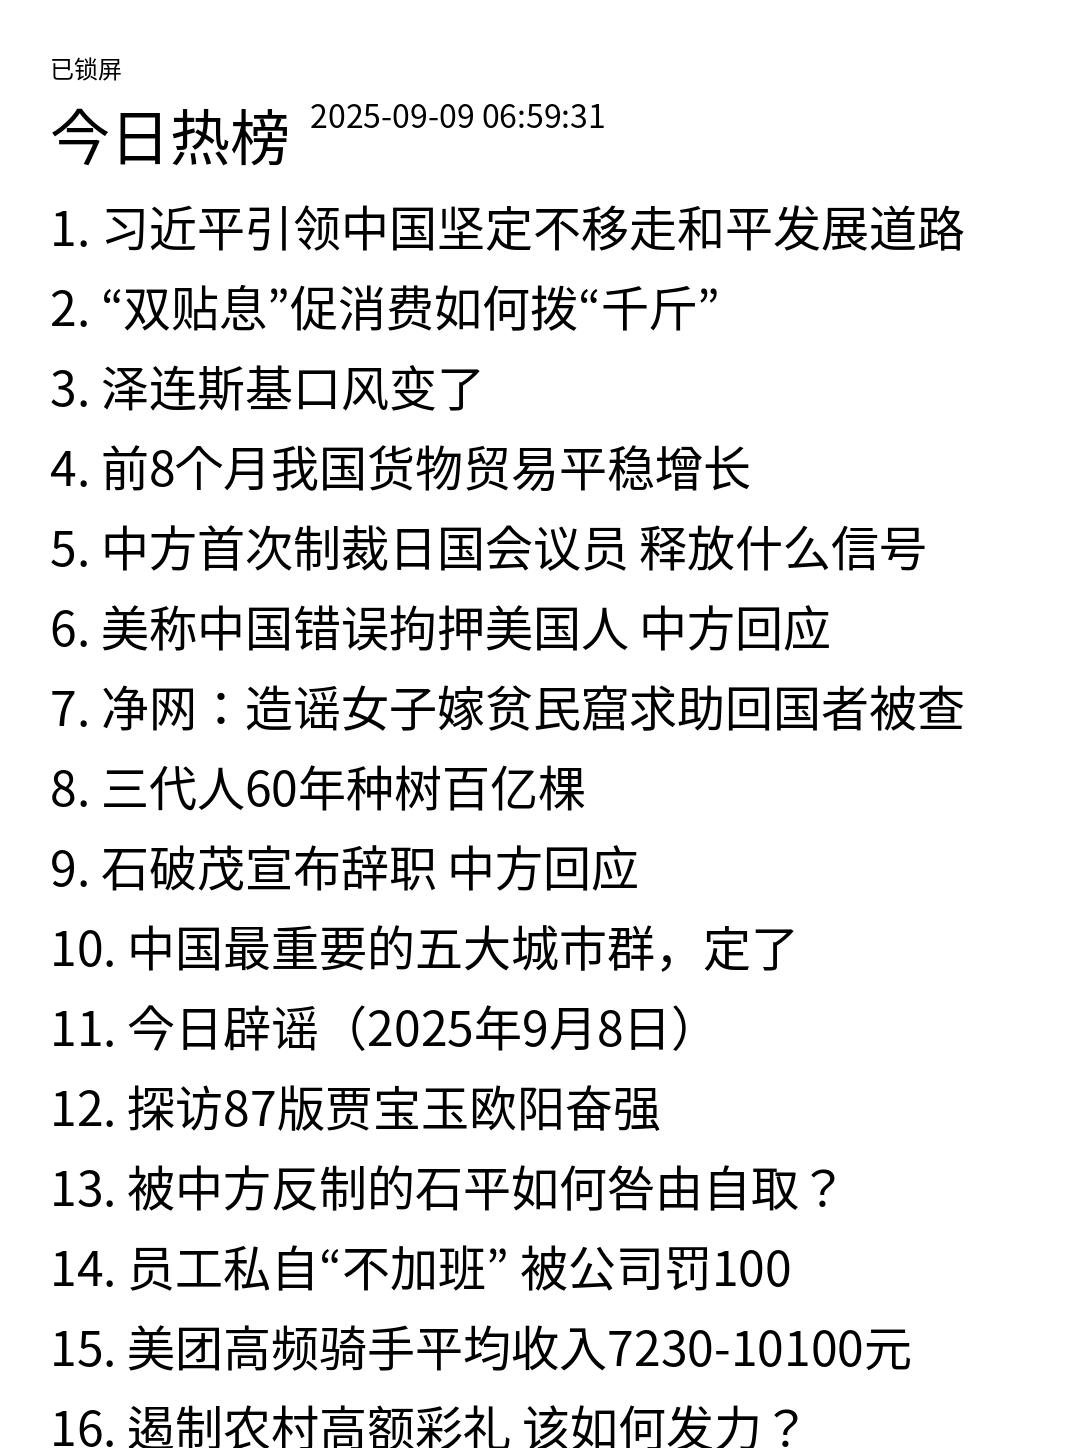 已锁屏
今日热榜 2025-09-09 06:59:31
1. 习近平引领中国坚定不移走和平发展道路
2. “双贴息”促消费如何拨“千斤”
3. 泽连斯基口风变了
4. 前8个月我国货物贸易平稳增长
5. 中方首次制裁日国会议员 释放什么信号
6. 美称中国错误拘押美国人 中方回应
7. 净网：造谣女子嫁贫民窟求助回国者被查
8. 三代人60年种树百亿棵
9. 石破茂宣布辞职 中方回应
10. 中国最重要的五大城市群，定了
11. 今日辟谣（2025年9月8日）
12. 探访87版贾宝玉欧阳奋强
13. 被中方反制的石平如何咎由自取？
14. 员工私自“不加班” 被公司罚100
15. 美团高频骑手平均收入7230-10100元
16. 遏制农村高额彩礼 该如何发力？